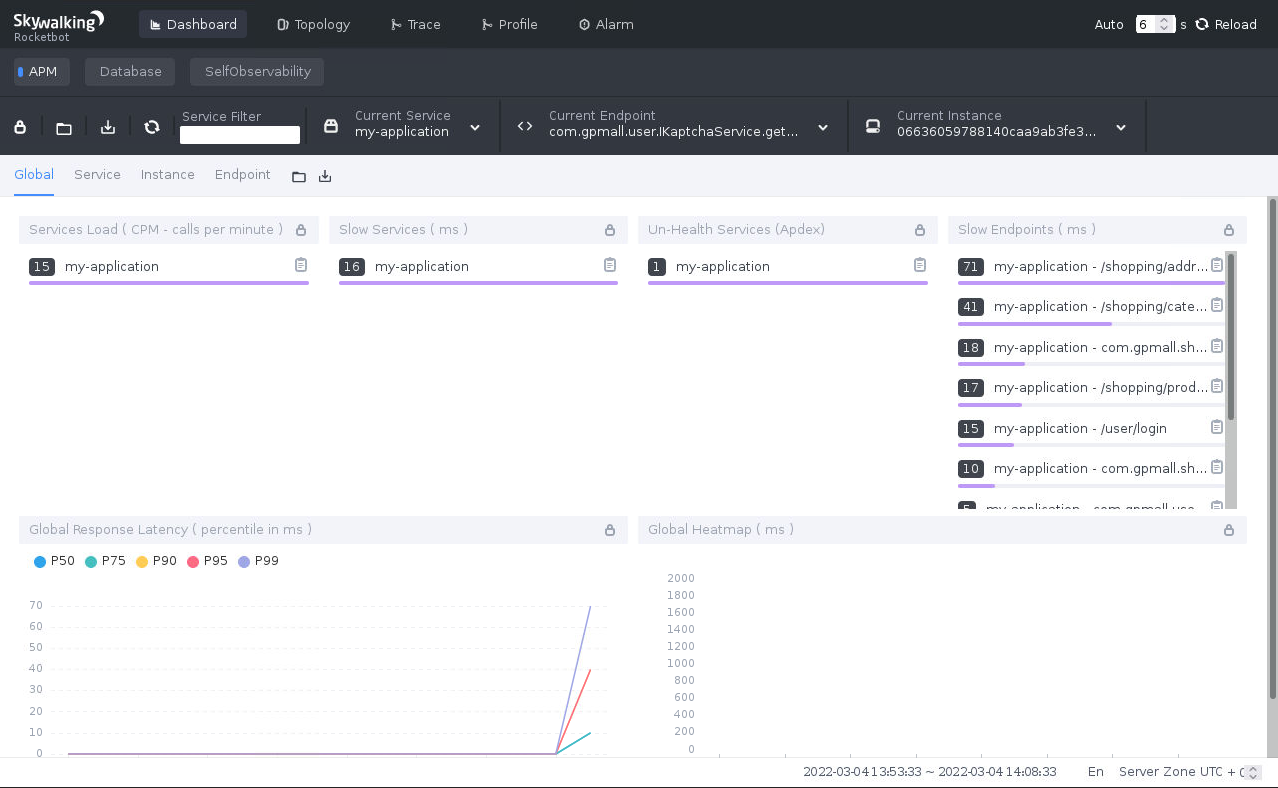 Skywalking
Rocketbot
Dashboard
Topology
Trace
Profile
Alarm
Auto 6 s Reload
APM
Database
SelfObservability
Service Filter
Current Service
my-application
Current Endpoint
com.gpmall.user.IKaptchaService.get...
Current Instance
06636059788140caa9ab3fe3...
Global
Service
Instance
Endpoint
Services Load ( CPM - calls per minute )
15 my-application
Slow Services ( ms )
16 my-application
Un-Health Services (Apdex)
1 my-application
Slow Endpoints ( ms )
71 my-application - /shopping/addr...
41 my-application - /shopping/cate...
18 my-application - com.gpmall.sh...
17 my-application - /shopping/prod...
15 my-application - /user/login
10 my-application - com.gpmall.sh...
5 my-application - com.gpmall.use...
Global Response Latency ( percentile in ms )
P50 P75 P90 P95 P99
70
60
50
40
30
20
10
0
Global Heatmap ( ms )
2000
1800
1600
1400
1200
1000
800
600
400
200
0
2022-03-04 13:53:33 ~ 2022-03-04 14:08:33
En
Server Zone UTC + 0